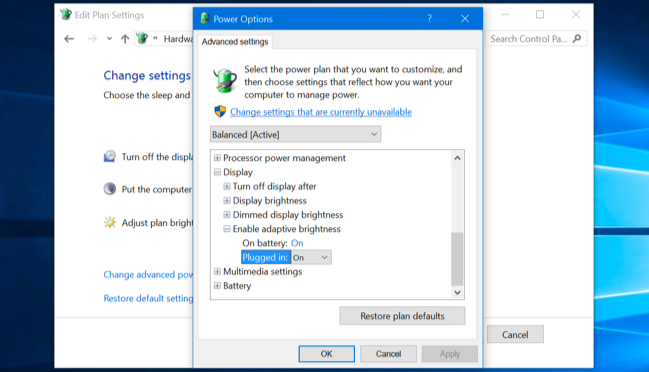 Edit Plan Settings
« Hardwa
Search Control Pa...
Change settings
Choose the sleep and
Turn off the displa
Put the computer
Adjust plan bright
Change advanced pow
Restore default setting
Cancel
Power Options
?
Advanced settings
Select the power plan that you want to customize, and
then choose settings that reflect how you want your
computer to manage power.
Change settings that are currently unavailable
Balanced [Active]
Processor power management
Display
Turn off display after
Display brightness
Dimmed display brightness
Enable adaptive brightness
On battery: On
Plugged in: On
Multimedia settings
Battery
Restore plan defaults
OK Cancel Apply